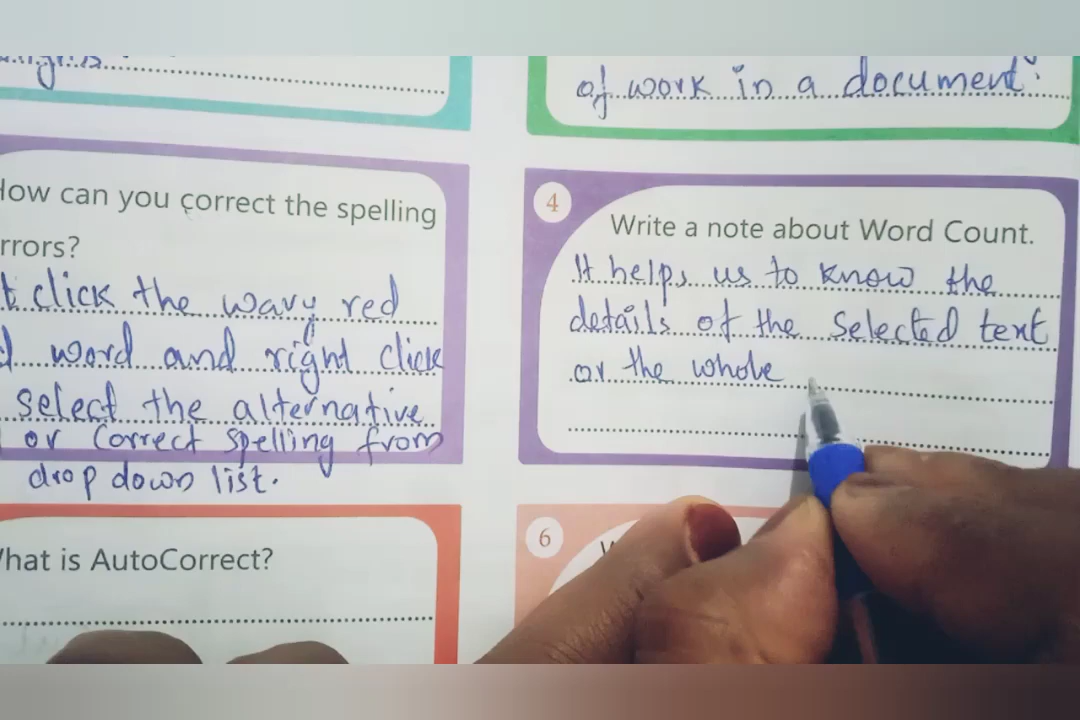 of work in a document.
How can you correct the spelling
rrors?
t click the wavy red
d word and right click
select the alternative
or correct spelling from
drop down list.
4
Write a note about Word Count.
It helps us to know the
details of the selected text
or the whole
What is AutoCorrect?
6